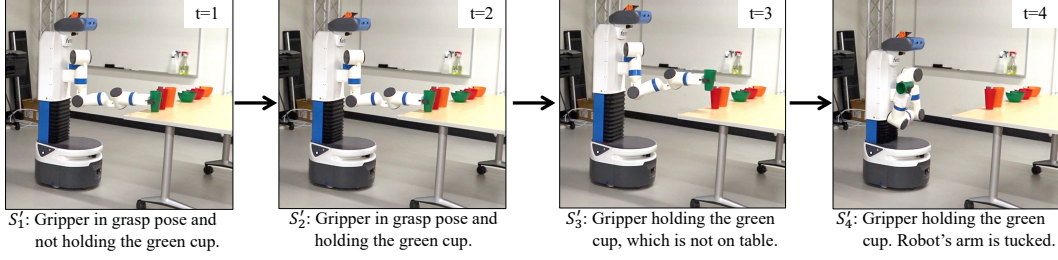 t=1
t=2
t=3
t=4
S′₁: Gripper in grasp pose and
not holding the green cup.
S′₂: Gripper in grasp pose and
holding the green cup.
S′₃: Gripper holding the green
cup, which is not on table.
S′₄: Gripper holding the green
cup. Robot's arm is tucked.